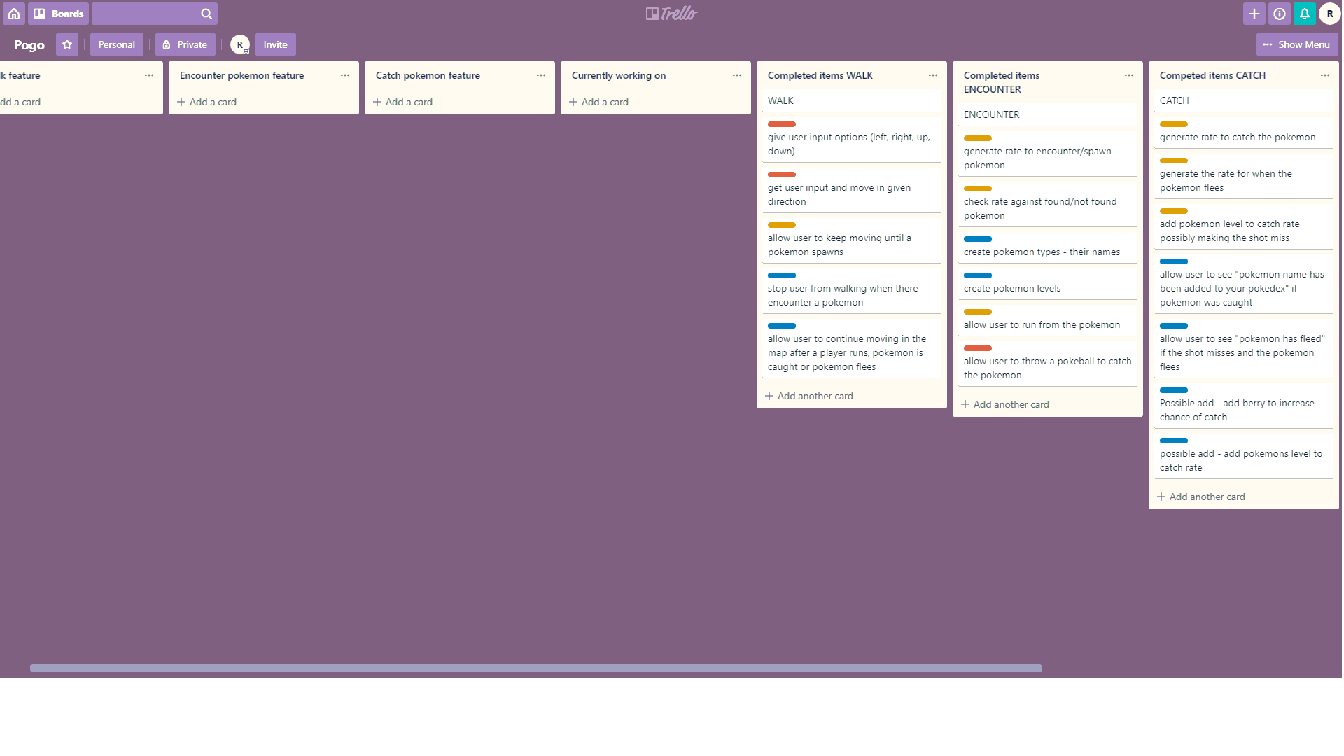 Boards
Trello
R
Pogo
Personal
Private
R
Invite
Show Menu
k feature
dd a card
Encounter pokemon feature
Add a card
Catch pokemon feature
Add a card
Currently working on
Add a card
Completed items WALK
WALK
give user input options (left, right, up,
down)
get user input and move in given
direction
allow user to keep moving until a
pokemon spawns
stop user from walking when there
encounter a pokemon
allow user to continue moving in the
map after a player runs, pokemon is
caught or pokemon flees
Add another card
Completed items
ENCOUNTER
ENCOUNTER
generate rate to encounter/spawn
pokemon
check rate against found/not found
pokemon
create pokemon types - their names
create pokemon levels
allow user to run from the pokemon
allow user to throw a pokeball to catch
the pokemon
Add another card
Competed items CATCH
CATCH
generate rate to catch the pokemon
generate the rate for when the
pokemon flees
add pokemon level to catch rate
possibly making the shot miss
allow user to see "pokemon name has
been added to your pokedex" if
pokemon was caught
allow user to see "pokemon has fleed"
if the shot misses and the pokemon
flees
Possible add - add berry to increase
chance of catch
possible add - add pokemons level to
catch rate
Add another card